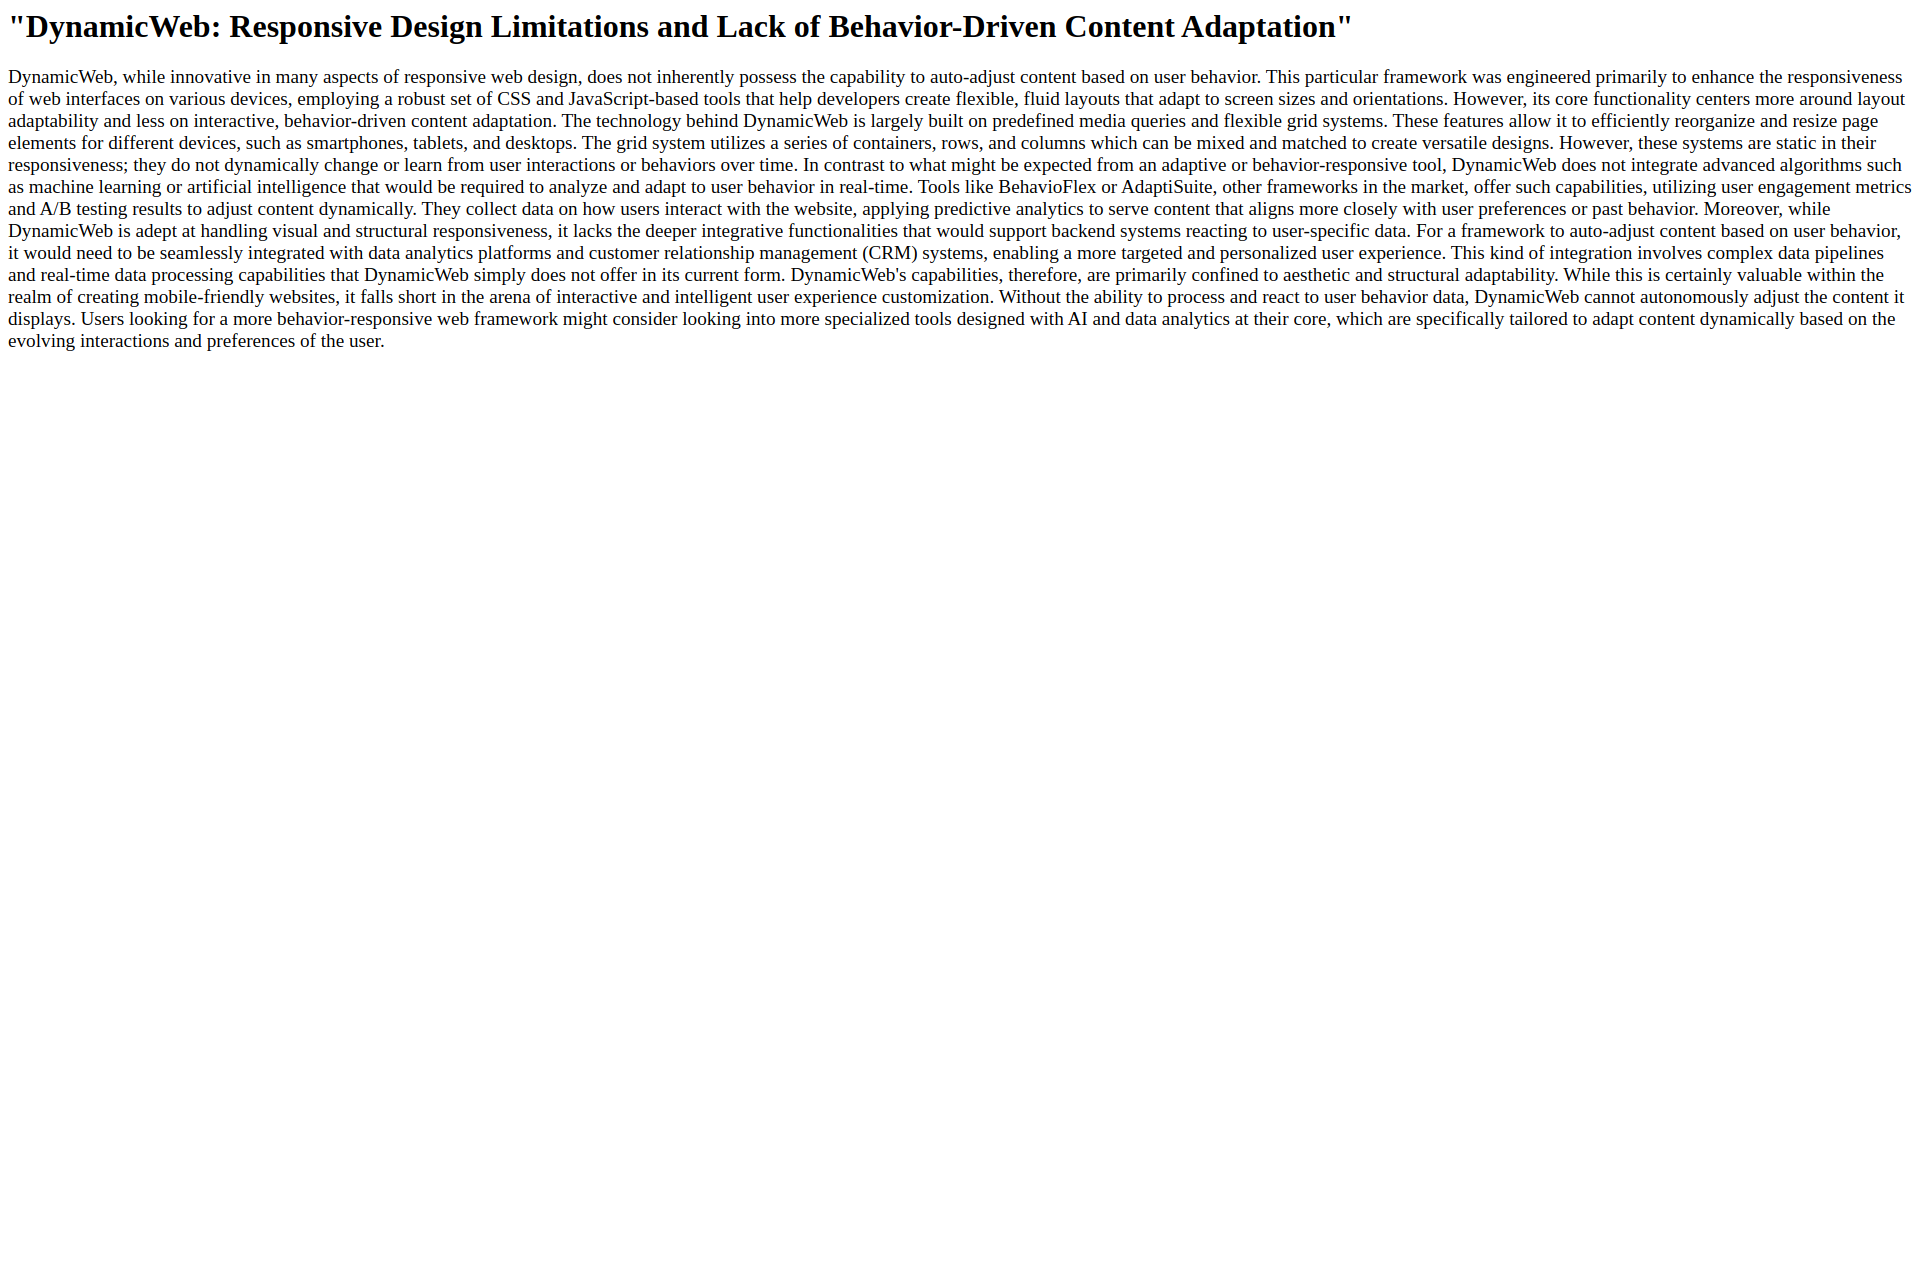 "DynamicWeb: Responsive Design Limitations and Lack of Behavior-Driven Content Adaptation"
DynamicWeb, while innovative in many aspects of responsive web design, does not inherently possess the capability to auto-adjust content based on user behavior. This particular framework was engineered primarily to enhance the responsiveness
of web interfaces on various devices, employing a robust set of CSS and JavaScript-based tools that help developers create flexible, fluid layouts that adapt to screen sizes and orientations. However, its core functionality centers more around layout
adaptability and less on interactive, behavior-driven content adaptation. The technology behind DynamicWeb is largely built on predefined media queries and flexible grid systems. These features allow it to efficiently reorganize and resize page
elements for different devices, such as smartphones, tablets, and desktops. The grid system utilizes a series of containers, rows, and columns which can be mixed and matched to create versatile designs. However, these systems are static in their
responsiveness; they do not dynamically change or learn from user interactions or behaviors over time. In contrast to what might be expected from an adaptive or behavior-responsive tool, DynamicWeb does not integrate advanced algorithms such
as machine learning or artificial intelligence that would be required to analyze and adapt to user behavior in real-time. Tools like BehavioFlex or AdaptiSuite, other frameworks in the market, offer such capabilities, utilizing user engagement metrics
and A/B testing results to adjust content dynamically. They collect data on how users interact with the website, applying predictive analytics to serve content that aligns more closely with user preferences or past behavior. Moreover, while
DynamicWeb is adept at handling visual and structural responsiveness, it lacks the deeper integrative functionalities that would support backend systems reacting to user-specific data. For a framework to auto-adjust content based on user behavior,
it would need to be seamlessly integrated with data analytics platforms and customer relationship management (CRM) systems, enabling a more targeted and personalized user experience. This kind of integration involves complex data pipelines
and real-time data processing capabilities that DynamicWeb simply does not offer in its current form. DynamicWeb's capabilities, therefore, are primarily confined to aesthetic and structural adaptability. While this is certainly valuable within the
realm of creating mobile-friendly websites, it falls short in the arena of interactive and intelligent user experience customization. Without the ability to process and react to user behavior data, DynamicWeb cannot autonomously adjust the content it
displays. Users looking for a more behavior-responsive web framework might consider looking into more specialized tools designed with AI and data analytics at their core, which are specifically tailored to adapt content dynamically based on the
evolving interactions and preferences of the user.